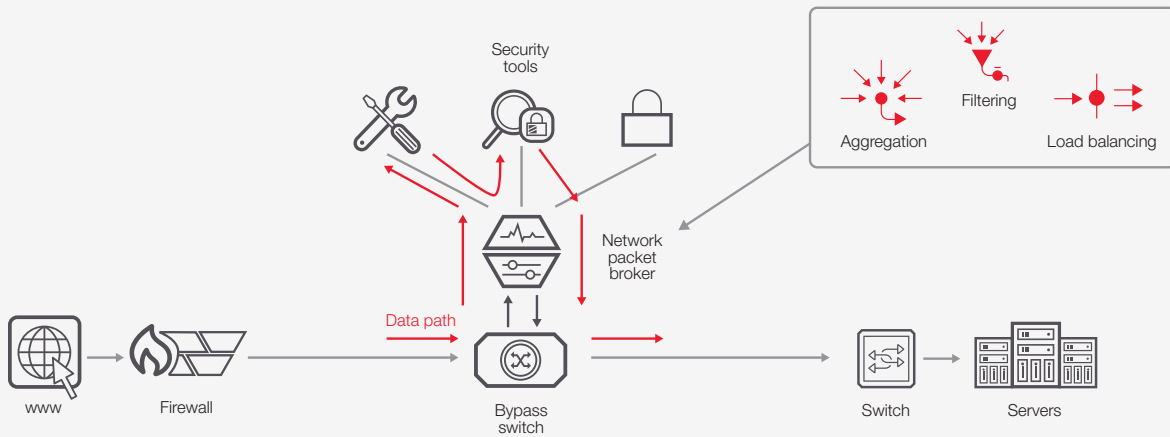 Security
tools
Aggregation
Filtering
Load balancing
Network
packet
broker
Data path
www
Firewall
Bypass
switch
Switch
Servers